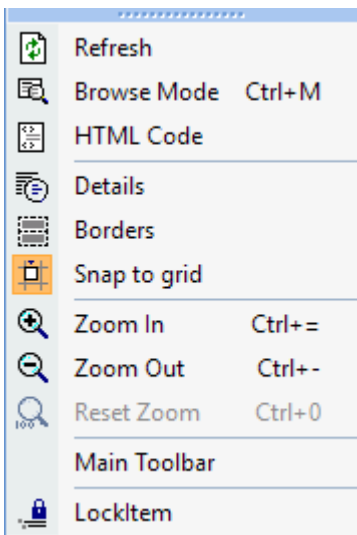 Refresh
Browse Mode Ctrl+M
HTML Code
Details
Borders
Snap to grid
Zoom In Ctrl+=
Zoom Out Ctrl+-
100 Reset Zoom Ctrl+0
Main Toolbar
LockItem